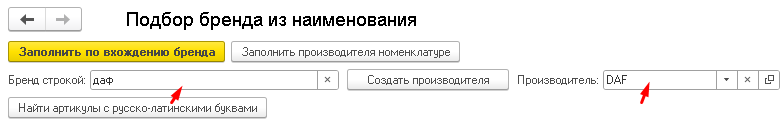 Подбор бренда из наименования
Заполнить по вхождению бренда Заполнить производителя номенклатуре
Бренд строкой: даф Создать производителя Производитель: DAF
Найти артикулы с русско-латинскими буквами